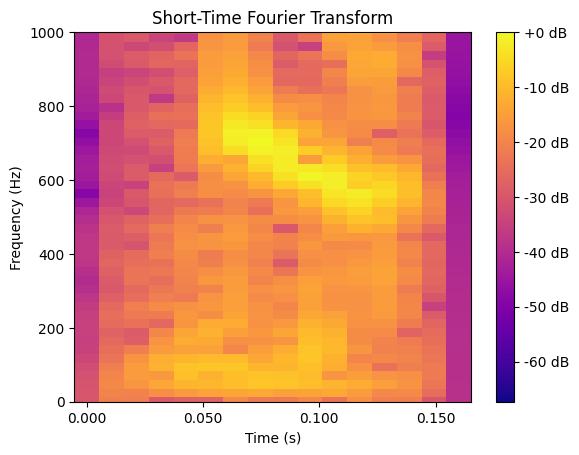 Short-Time Fourier Transform
1000
800
600
400
200
0
Frequency (Hz)
0.000
0.050
0.100
0.150
Time (s)
+0 dB
-10 dB
-20 dB
-30 dB
-40 dB
-50 dB
-60 dB